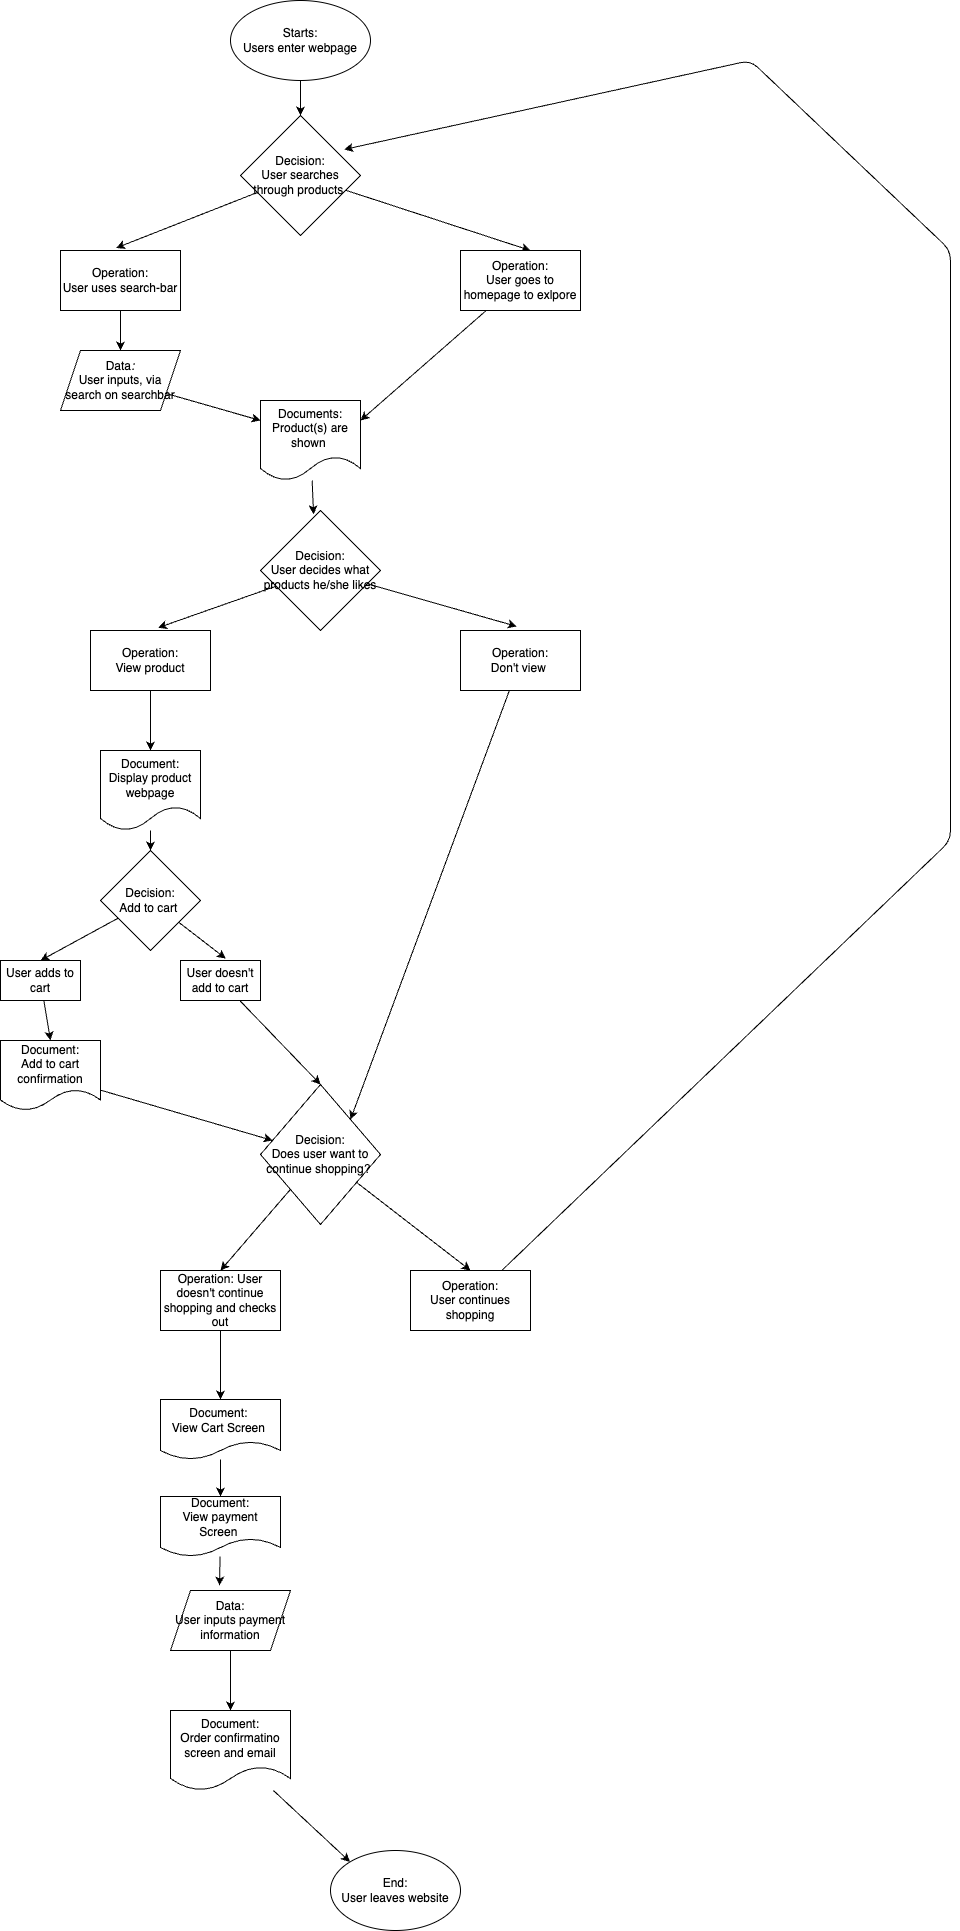 Starts:
Users enter webpage
Decision:
User searches
through products
Operation:
User uses search-bar
Operation:
User goes to
homepage to exlpore
Data:
User inputs, via
search on searchbar
Documents:
Product(s) are
shown
Decision:
User decides what
products he/she likes
Operation:
View product
Operation:
Don't view
Document:
Display product
webpage
Decision:
Add to cart
User adds to
cart
User doesn't
add to cart
Document:
Add to cart
confirmation
Decision:
Does user want to
continue shopping?
Operation: User
doesn't continue
shopping and checks
out
Operation:
User continues
shopping
Document:
View Cart Screen
Document:
View payment
Screen
Data:
User inputs payment
information
Document:
Order confirmatino
screen and email
End:
User leaves website